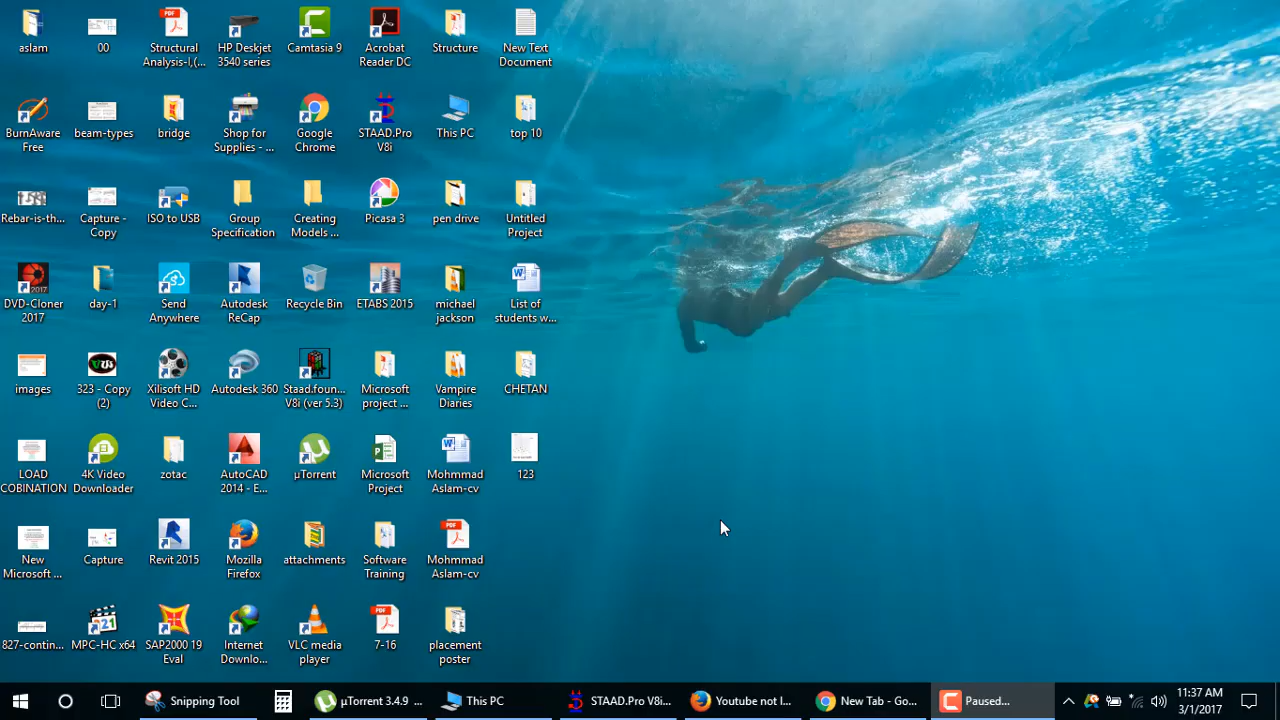 aslam
00
Structural
Analysis-I,(...
HP Deskjet
3540 series
Camtasia 9
Acrobat
Reader DC
Structure
New Text
Document
BurnAware
Free
beam-types
bridge
Shop for
Supplies - ...
Google
Chrome
STAAD.Pro
V8i
This PC
top 10
Rebar-is-th...
Capture -
Copy
ISO to USB
Group
Specification
Creating
Models ...
Picasa 3
pen drive
Untitled
Project
DVD-Cloner
2017
day-1
Send
Anywhere
Autodesk
ReCap
Recycle Bin
ETABS 2015
michael
jackson
List of
students w...
images
323 - Copy
(2)
Xilisoft HD
Video C...
Autodesk 360
Staad.foun...
V8i (ver 5.3)
Microsoft
project ...
Vampire
Diaries
CHETAN
LOAD
COBINATION
4K Video
Downloader
zotac
AutoCAD
2014 - E...
µTorrent
Microsoft
Project
Mohmmad
Aslam-cv
123
New
Microsoft ...
Capture
Revit 2015
Mozilla
Firefox
attachments
Software
Training
Mohmmad
Aslam-cv
827-contin...
MPC-HC x64
SAP2000 19
Eval
Internet
Downlo...
VLC media
player
7-16
placement
poster
Snipping Tool
µTorrent 3.4.9 ...
This PC
STAAD.Pro V8i...
Youtube not l...
New Tab - Go...
Paused...
11:37 AM
3/1/2017